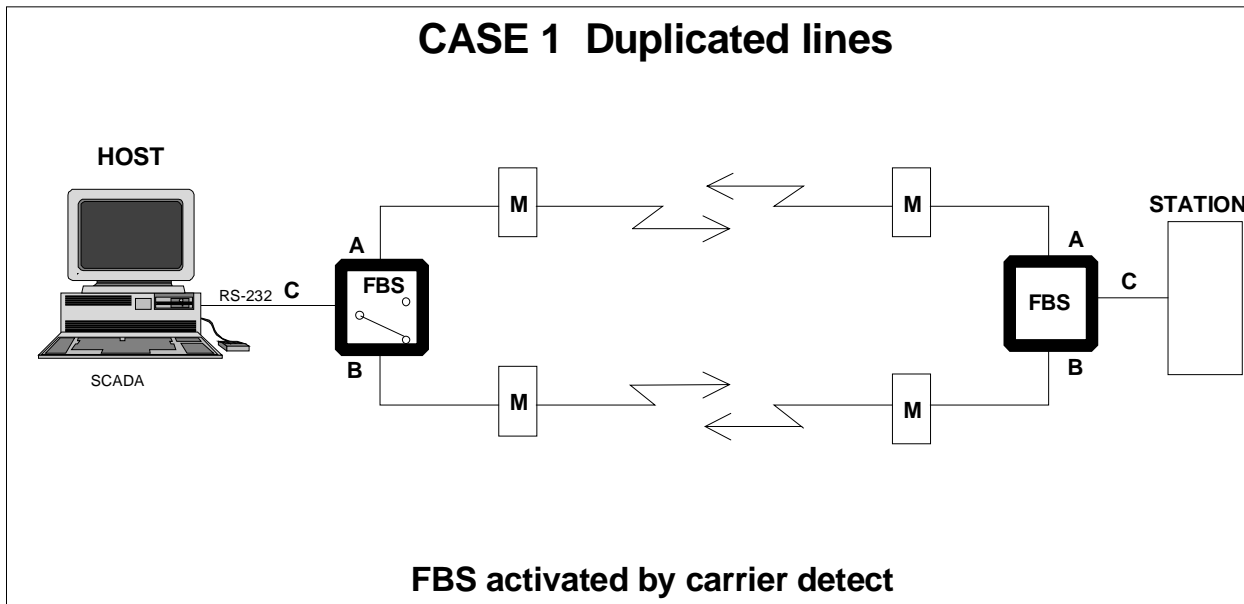 CASE 1 Duplicated lines
HOST
M
M
STATION
A
A
RS-232
C
FBS
FBS
C
B
B
SCADA
M
M
FBS activated by carrier detect